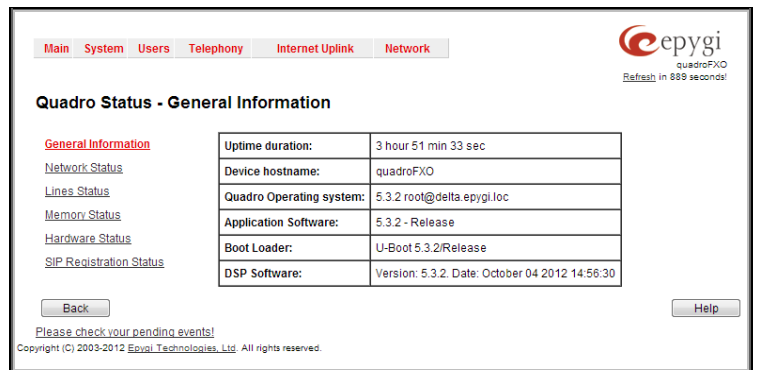 Main System Users Telephony Internet Uplink Network
epygi
quadroFXO
Refresh in 889 seconds!
Quadro Status - General Information
General Information
Network Status
Lines Status
Memory Status
Hardware Status
SIP Registration Status
Uptime duration: 3 hour 51 min 33 sec
Device hostname: quadroFXO
Quadro Operating system: 5.3.2 root@delta.epygi.loc
Application Software: 5.3.2 - Release
Boot Loader: U-Boot 5.3.2/Release
DSP Software: Version: 5.3.2. Date: October 04 2012 14:56:30
Back
Help
Please check your pending events!
Copyright (C) 2003-2012 Epygi Technologies, Ltd. All rights reserved.